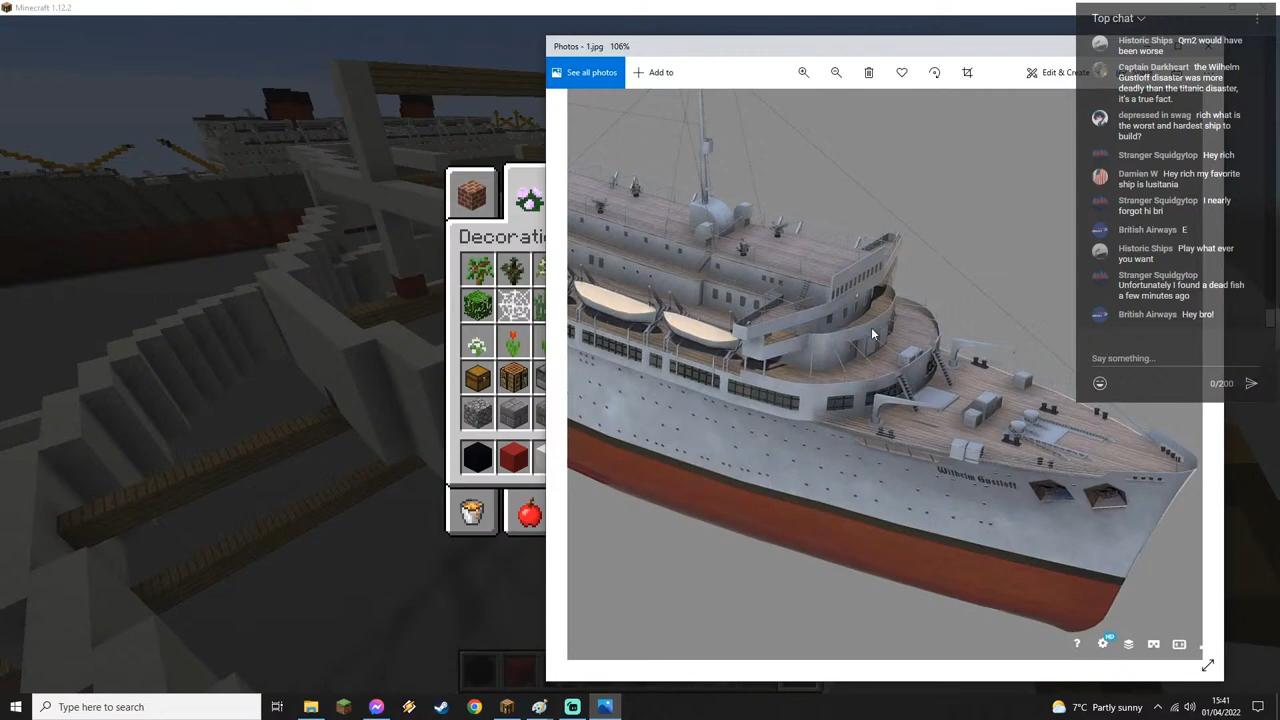 Minecraft 1.12.2
Photos - 1.jpg 106%
See all photos
Add to
Edit & Create
Decorati
Wilhelm Gustloff
Top chat
Historic Ships Qm2 would have
been worse
Captain Darkheart the Wilhelm
Gustloff disaster was more
deadly than the titanic disaster,
it's a true fact.
depressed in swag rich what is
the worst and hardest ship to
build?
Stranger Squidgytop Hey rich
Damien W Hey rich my favorite
ship is lusitania
Stranger Squidgytop I nearly
forgot hi bri
British Airways E
Historic Ships Play what ever
you want
Stranger Squidgytop
Unfortunately I found a dead fish
a few minutes ago
British Airways Hey bro!
Say something...
0/200
?
HD
Type here to search
7°C Partly sunny
15:41
01/04/2022